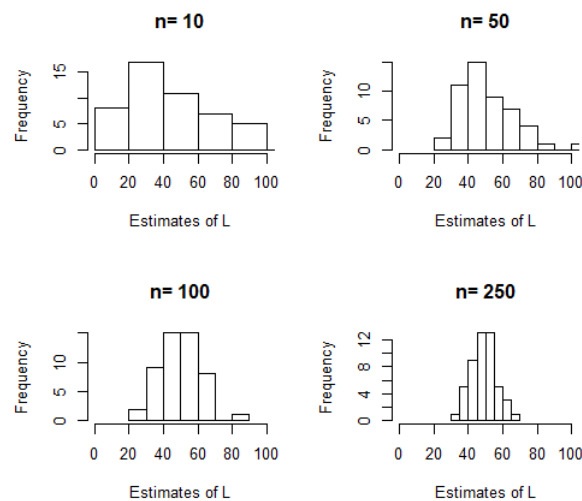 n= 10
Frequency
0 5 15
0 20 40 60 80 100
Estimates of L
n= 50
Frequency
0 5 10
0 20 40 60 80 100
Estimates of L
n= 100
Frequency
0 5 10
0 20 40 60 80 100
Estimates of L
n= 250
Frequency
0 4 8 12
0 20 40 60 80 100
Estimates of L